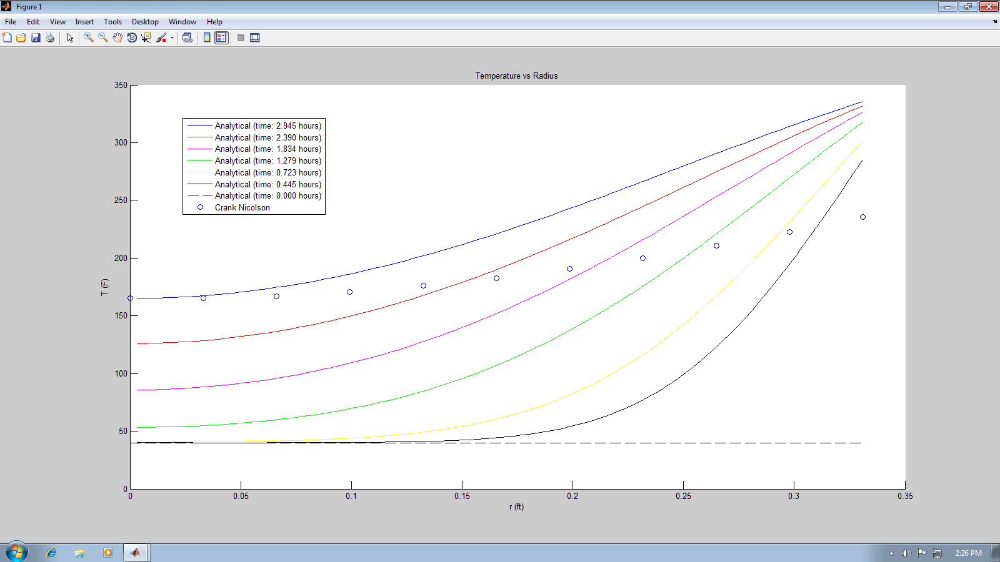 Figure 1
File Edit View Insert Tools Desktop Window Help
Temperature vs Radius
350
300
250
200
150
100
50
0
T (F)
Analytical (time: 2.945 hours)
Analytical (time: 2.390 hours)
Analytical (time: 1.834 hours)
Analytical (time: 1.279 hours)
Analytical (time: 0.723 hours)
Analytical (time: 0.445 hours)
Analytical (time: 0.000 hours)
Crank Nicolson
0 0.05 0.1 0.15 0.2 0.25 0.3 0.35
r (ft)
2:26 PM